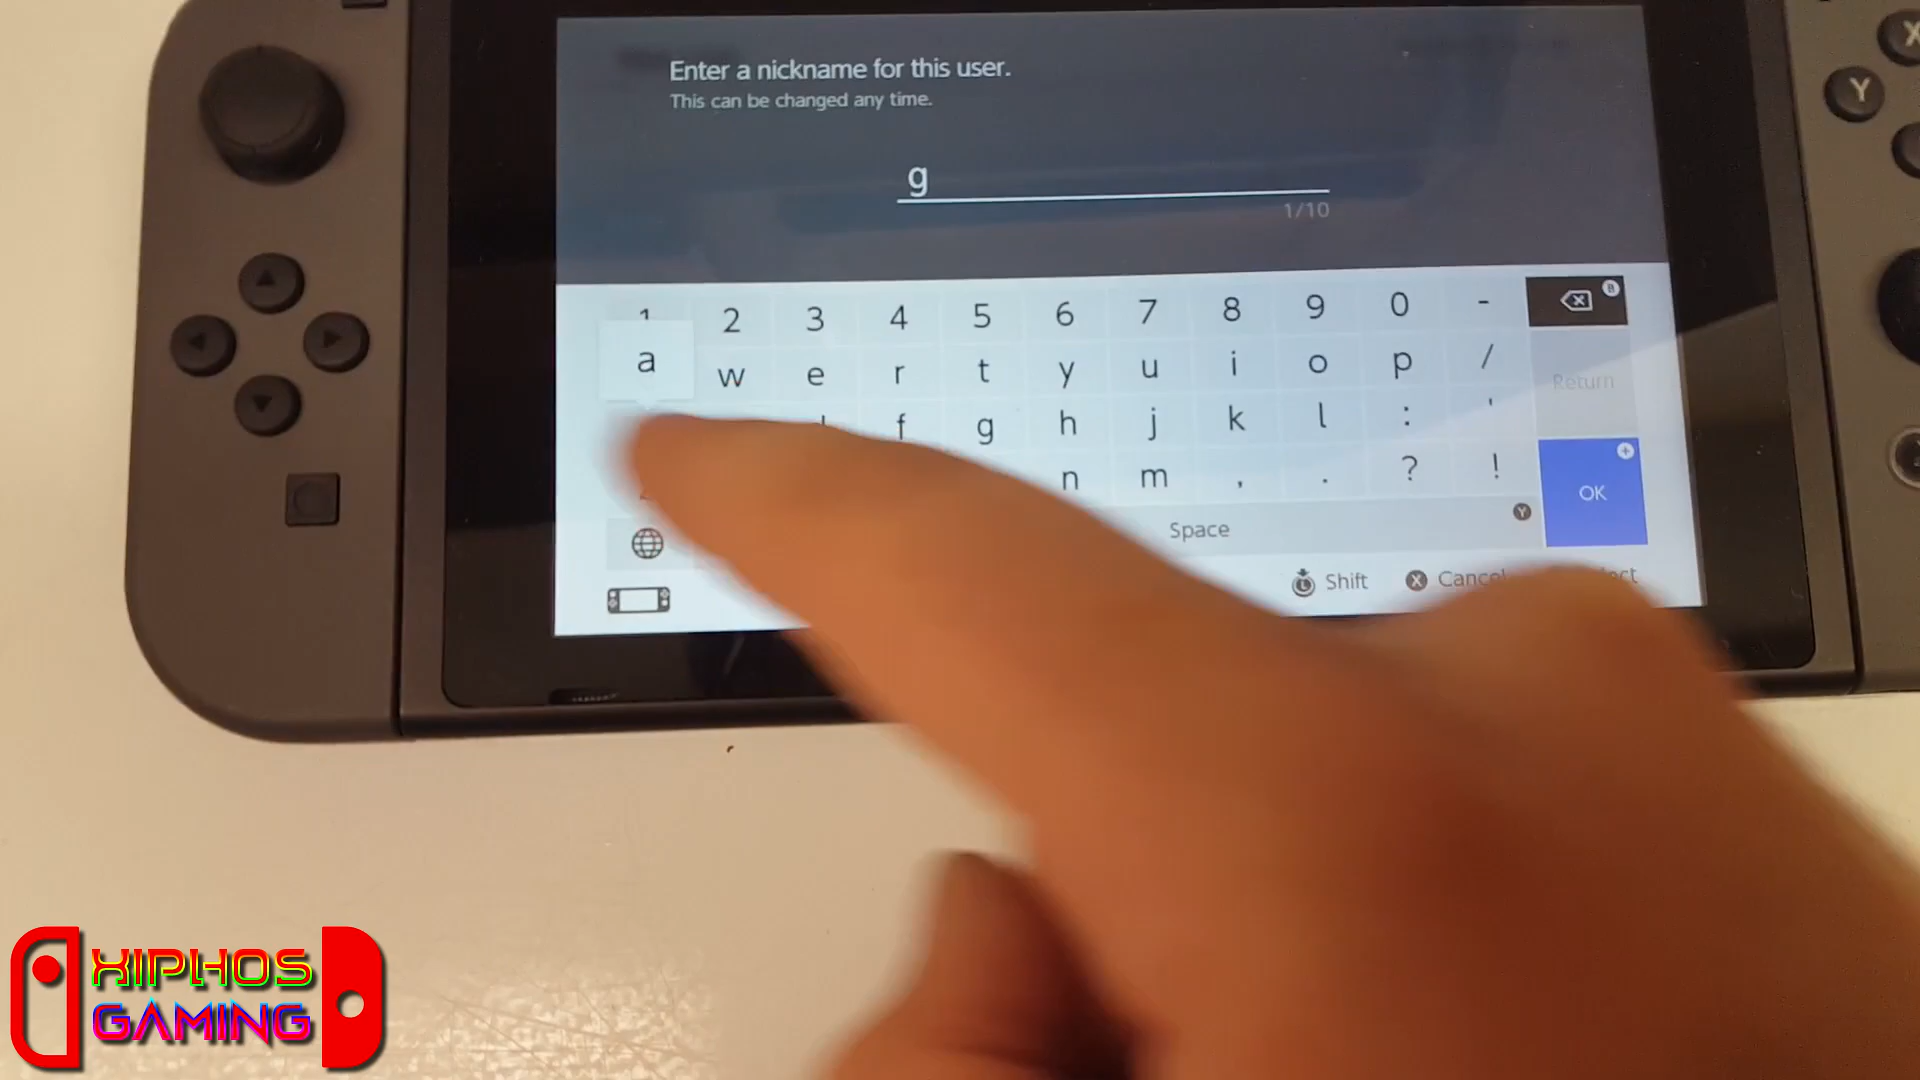 Enter a nickname for this user.
This can be changed any time.
g
1/10
1 2 3 4 5 6 7 8 9 0 - B
a w e r t y u i o p / Return
f g h j k l : '
n m , . ? ! + OK
Space Y
L Shift X Cancel
X
Y
XIPHOS
GAMING